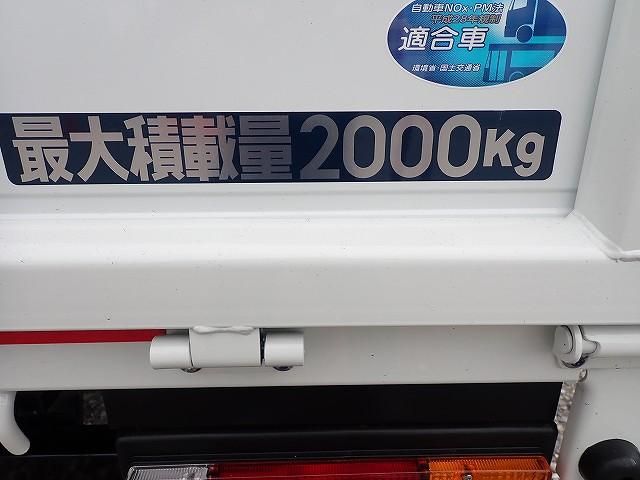 自動車NOx・PM法
平成28年規制
適合車
環境省・国土交通省
最大積載量2000Kg